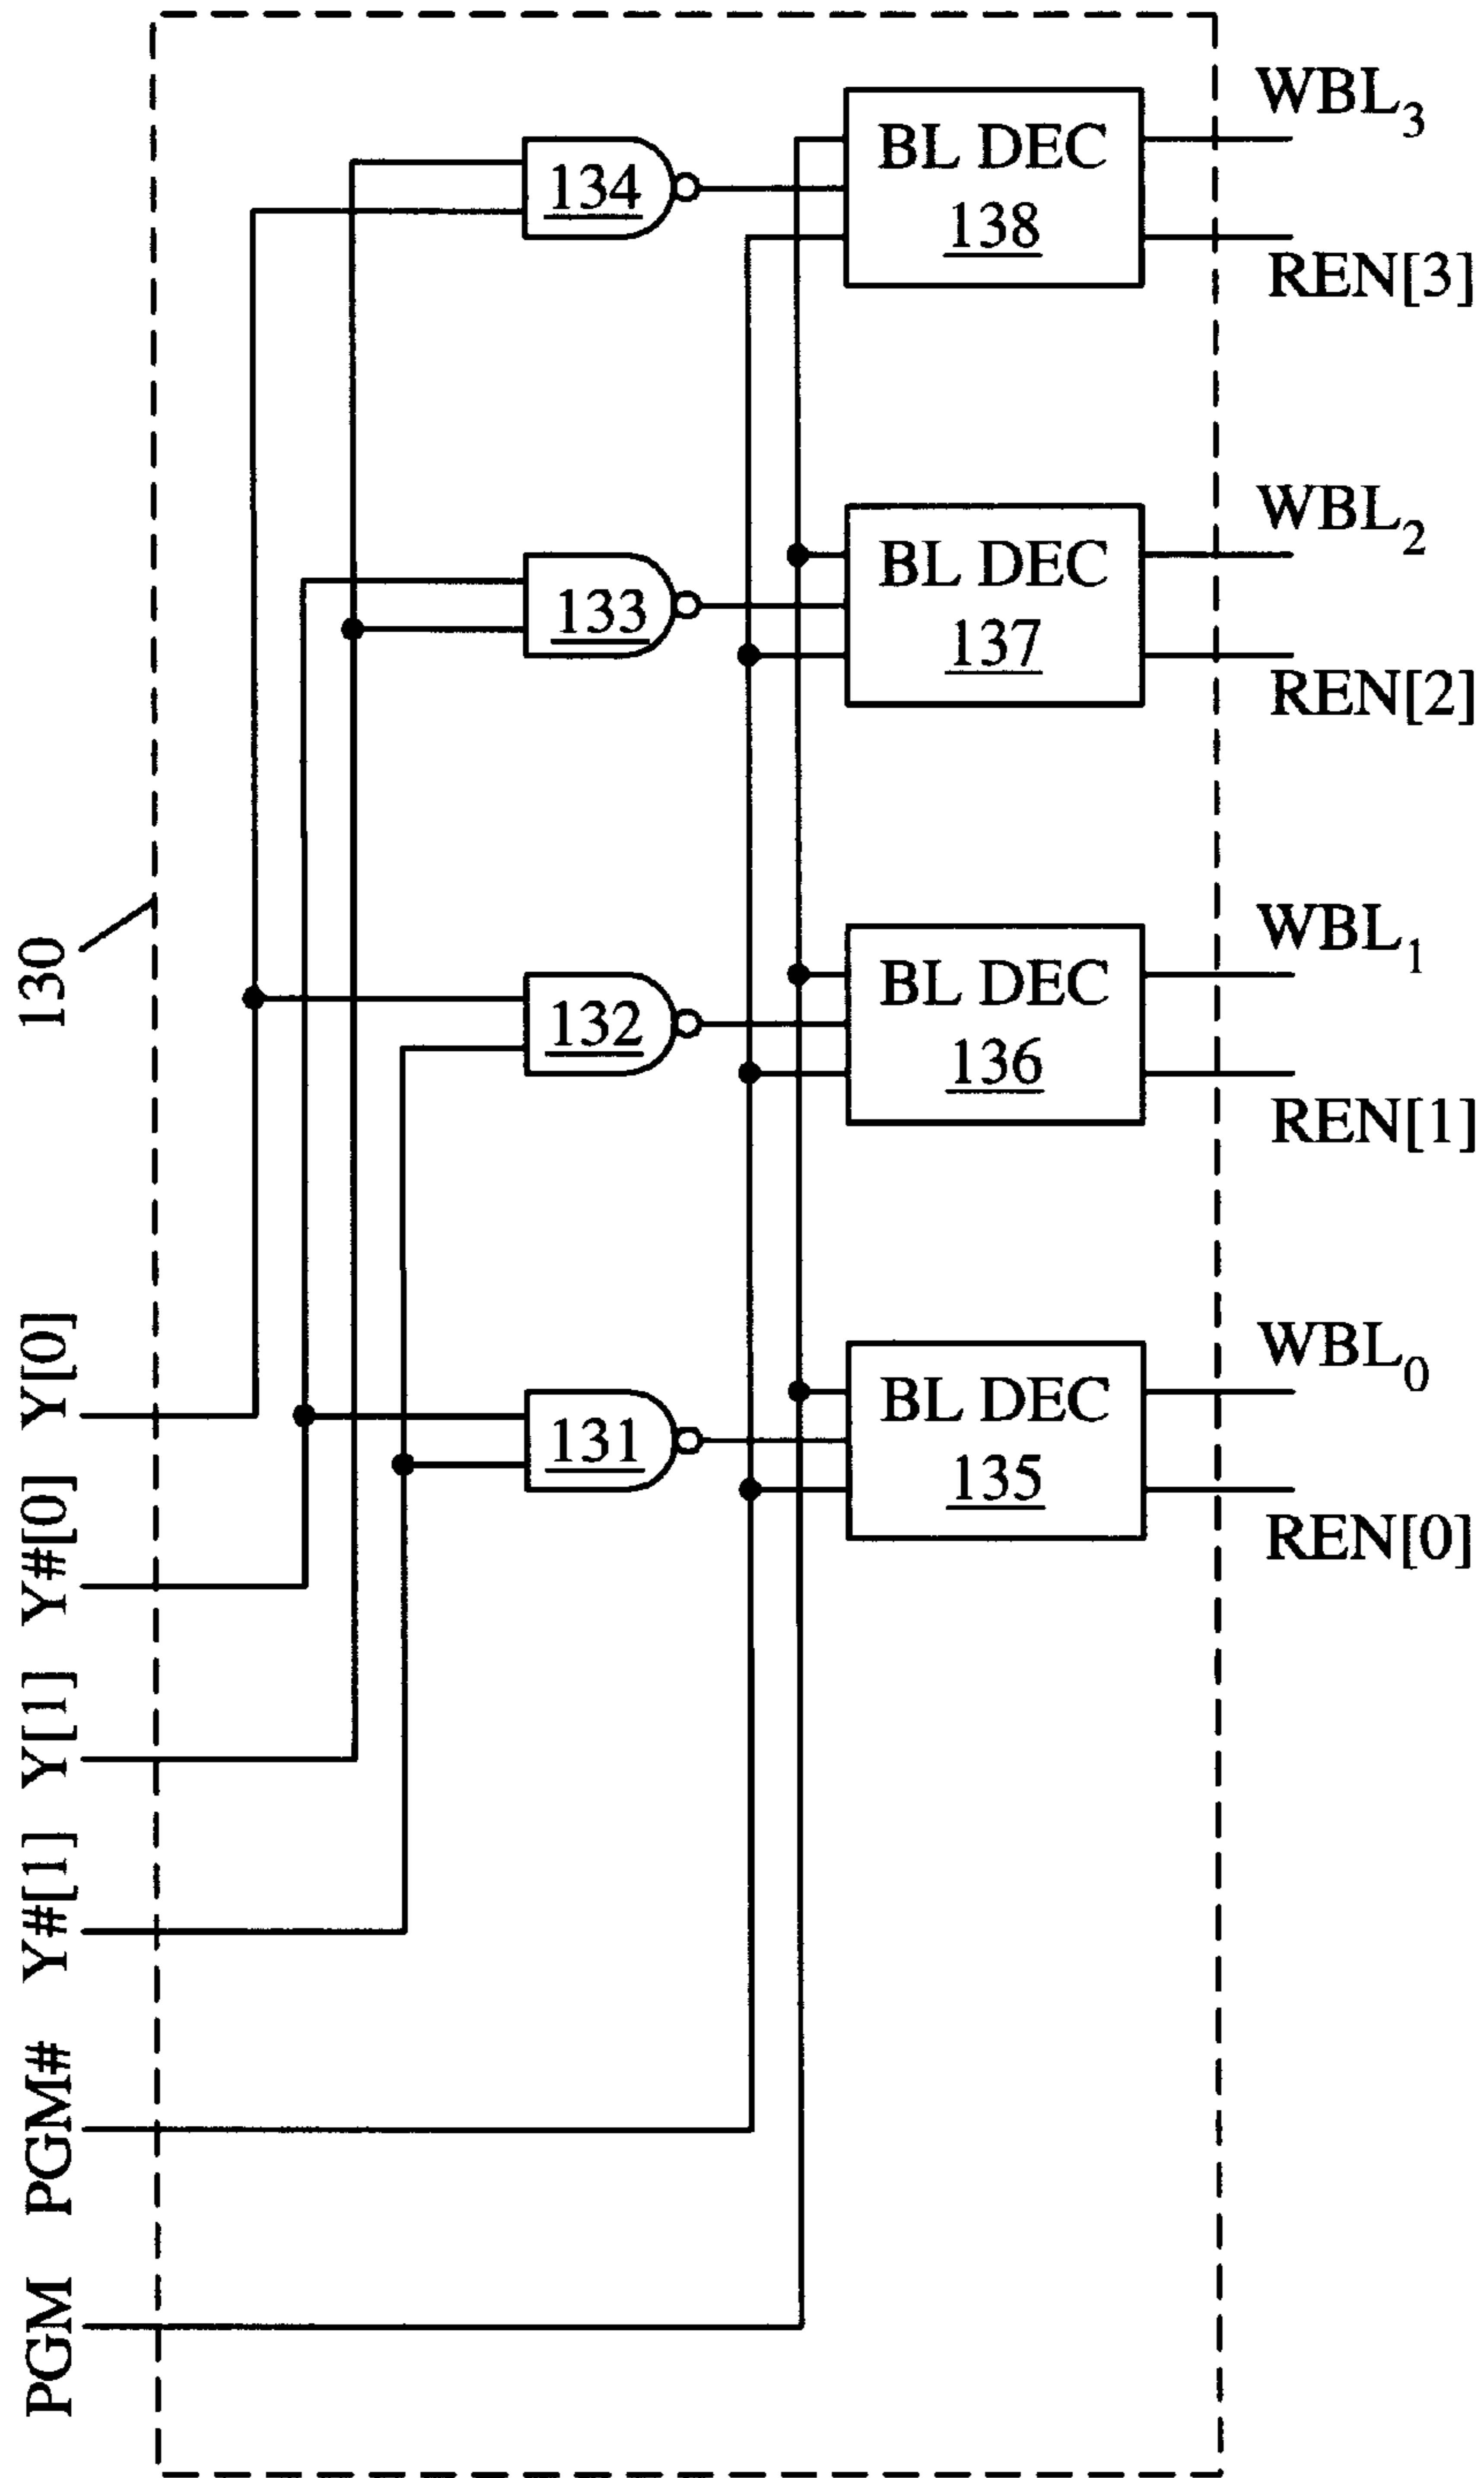 WBL3
BL DEC
134
138
REN[3]
WBL2
BL DEC
133
137
REN[2]
WBL1
130
BL DEC
132
136
REN[1]
WBL0
Y[0]
BL DEC
131
135
Y#[0]
REN[0]
Y[1]
Y#[1]
PGM#
PGM